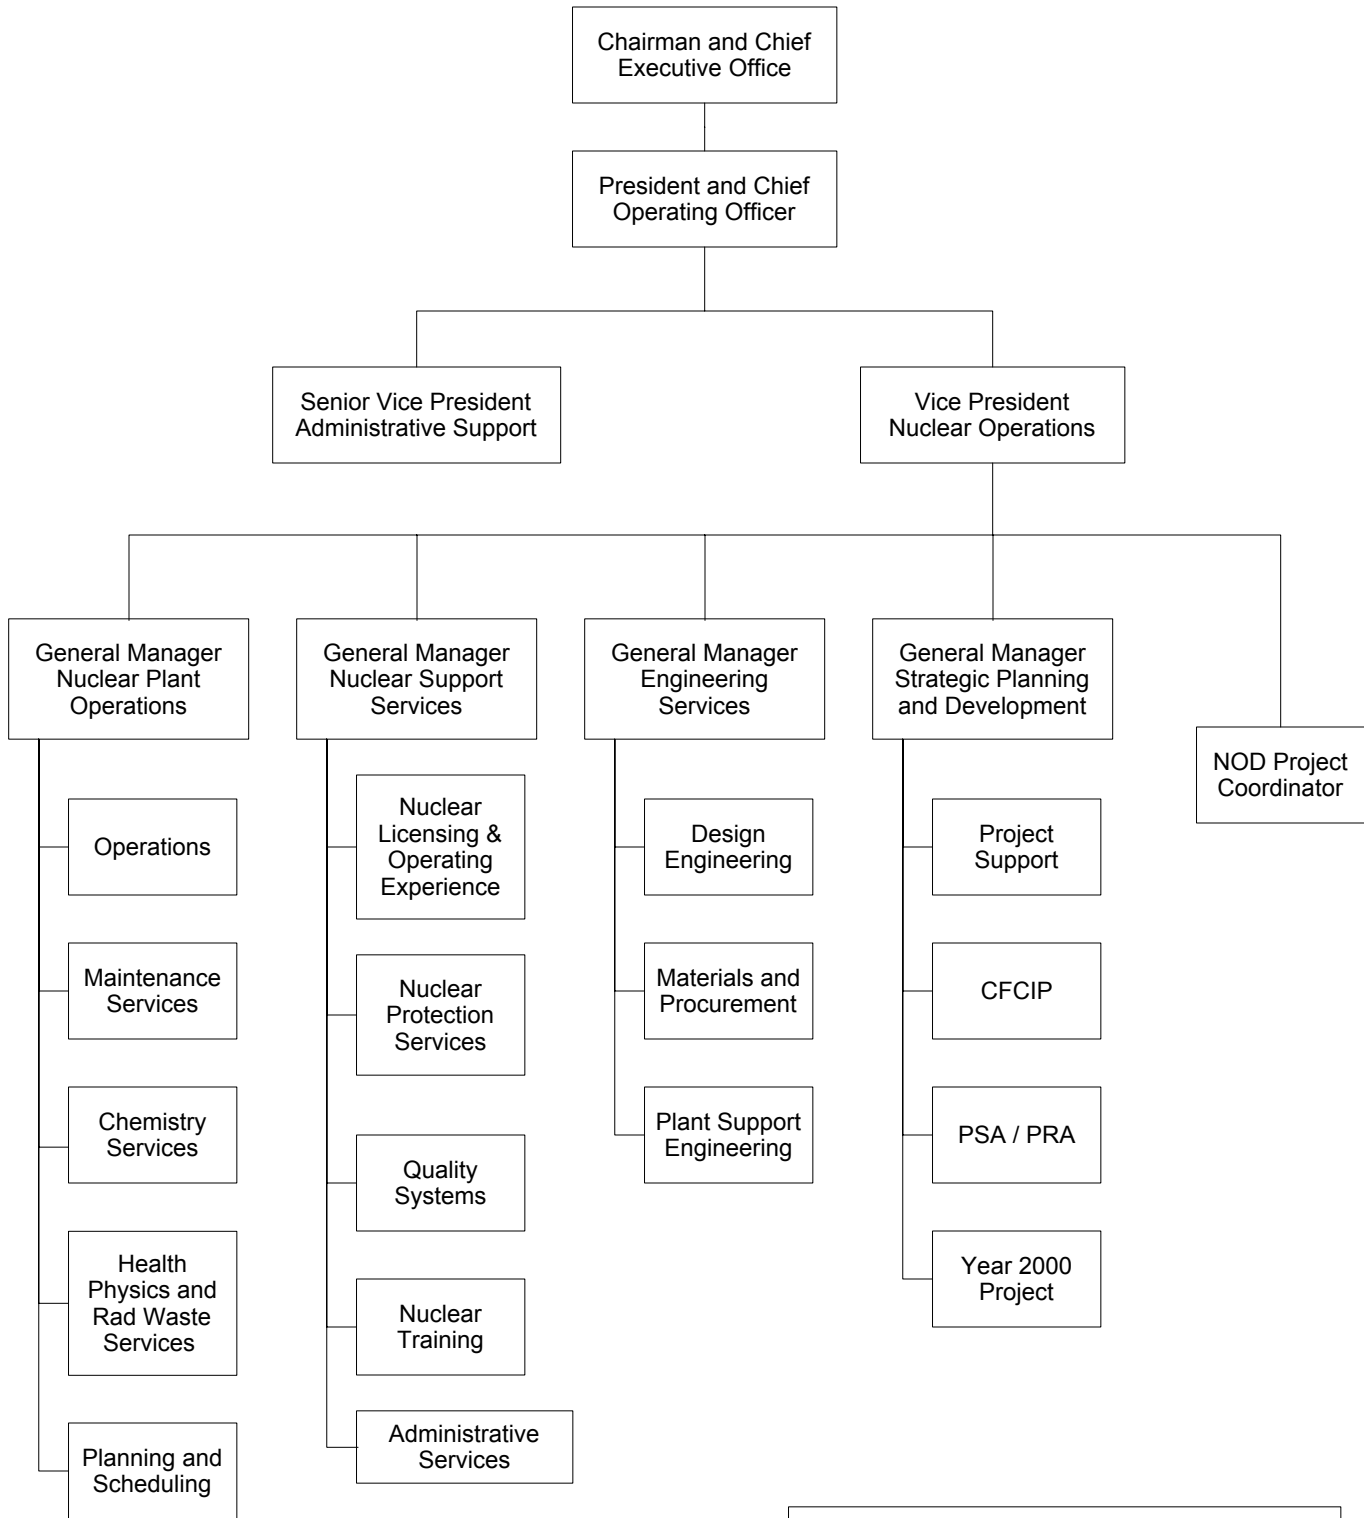 Chairman and Chief
Executive Office
President and Chief
Operating Officer
Senior Vice President
Administrative Support
Vice President
Nuclear Operations
General Manager
Nuclear Plant
Operations
General Manager
Nuclear Support
Services
General Manager
Engineering
Services
General Manager
Strategic Planning
and Development
NOD Project
Coordinator
Operations
Maintenance
Services
Chemistry
Services
Health
Physics and
Rad Waste
Services
Planning and
Scheduling
Nuclear
Licensing &
Operating
Experience
Nuclear
Protection
Services
Quality
Systems
Nuclear
Training
Administrative
Services
Design
Engineering
Materials and
Procurement
Plant Support
Engineering
Project
Support
CFCIP
PSA / PRA
Year 2000
Project